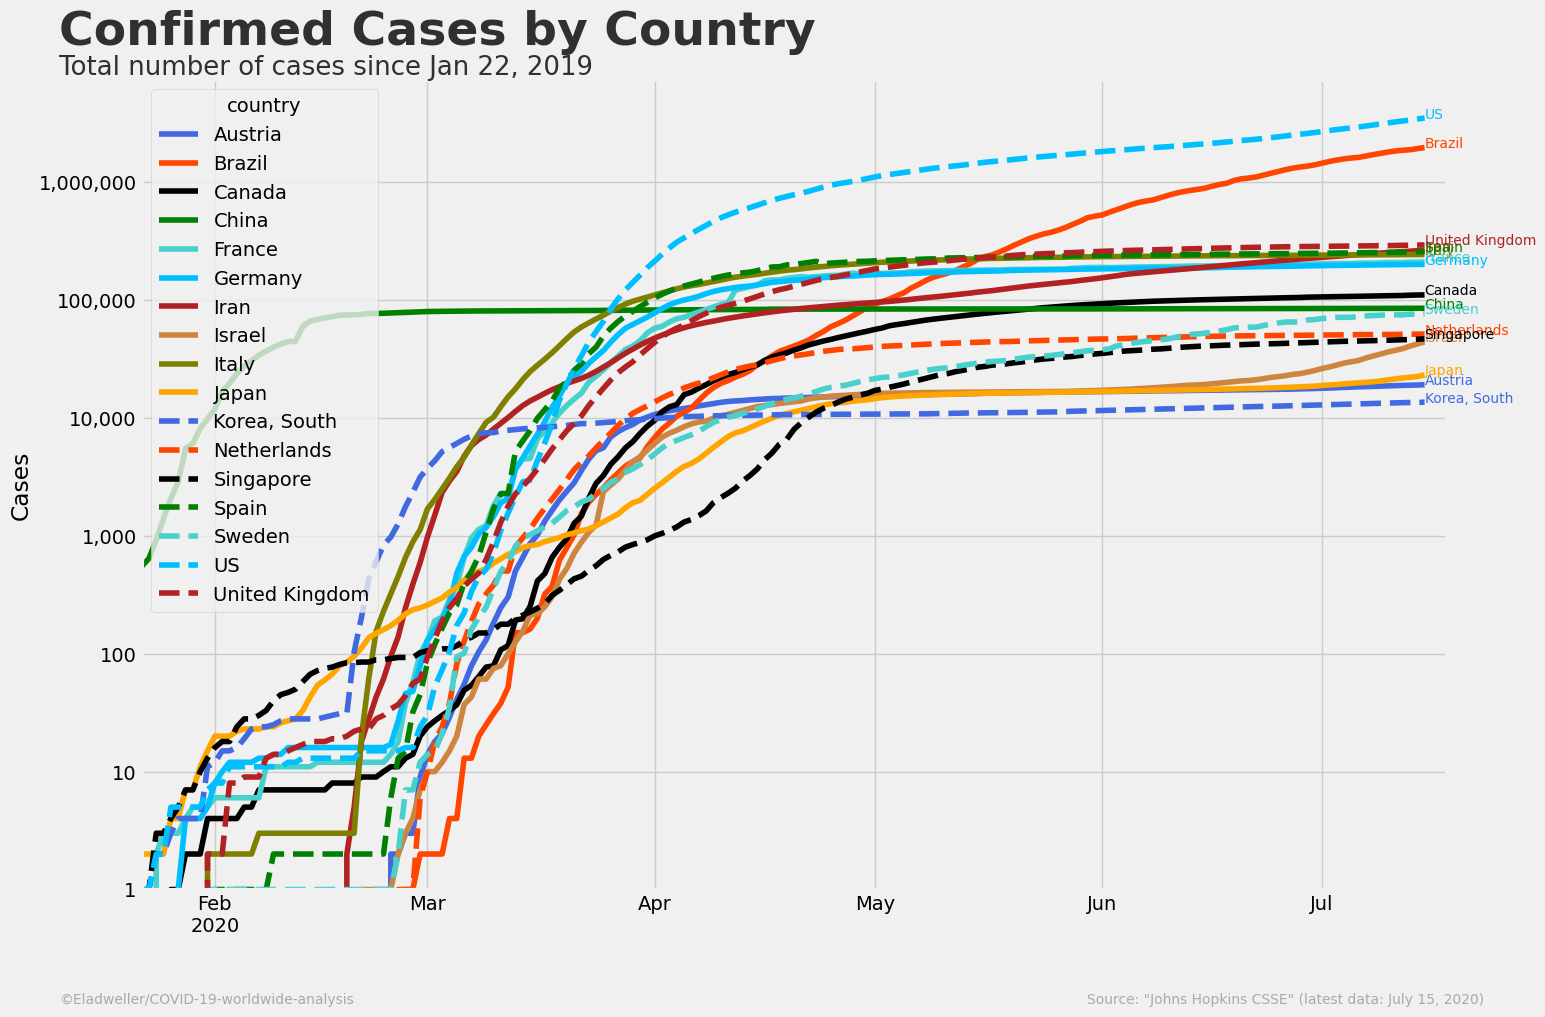 Confirmed Cases by Country
Total number of cases since Jan 22, 2019
country
Austria
Brazil
Canada
China
France
Germany
Iran
Israel
Italy
Japan
Korea, South
Netherlands
Singapore
Spain
Sweden
US
United Kingdom
Cases
1,000,000
100,000
10,000
1,000
100
10
1
US
Brazil
United Kingdom
Germany
Canada
China
Sweden
Netherlands
Singapore
Japan
Austria
Korea, South
Feb
2020
Mar
Apr
May
Jun
Jul
©Eladweller/COVID-19-worldwide-analysis
Source: "Johns Hopkins CSSE" (latest data: July 15, 2020)